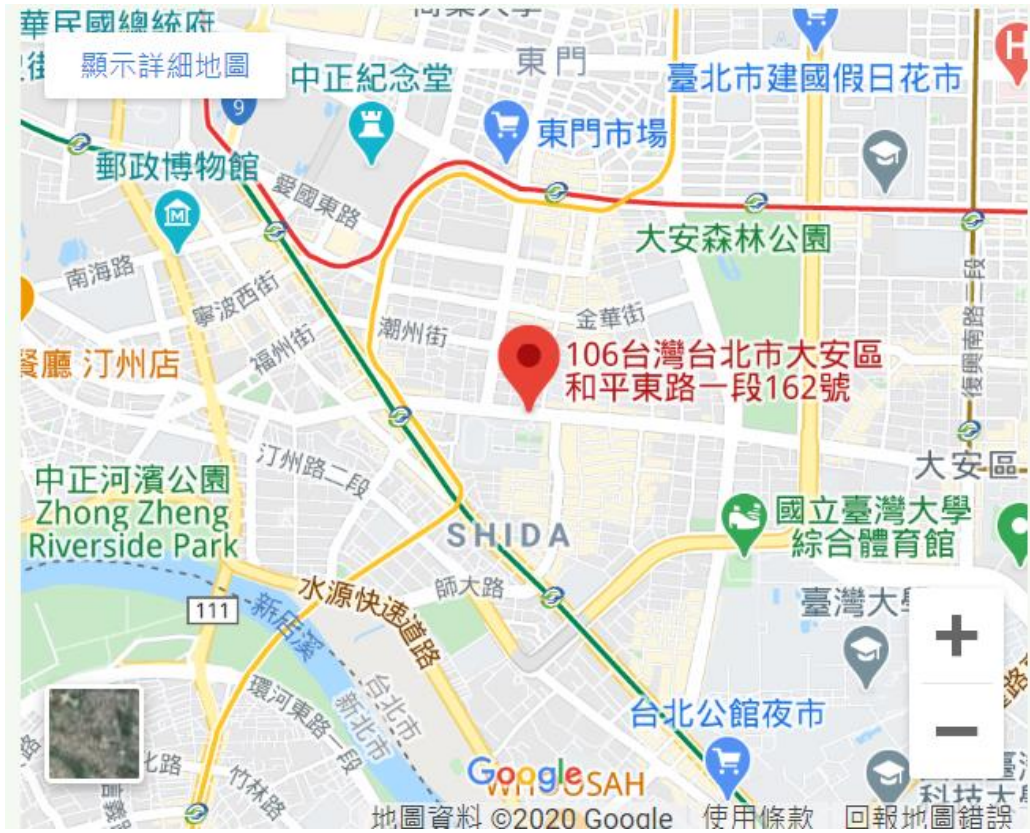 華民國總統府
商業大學
顯示詳細地圖
東門
中正紀念堂
臺北市建國假日花市
9
東門市場
郵政博物館
愛國東路
大安森林公園
南海路
寧波西街
金華街
潮州街
福州街
復興南路二段
餐廳 汀州店
106台灣台北市大安區
和平東路一段162號
汀州路二段
大安區
中正河濱公園
Zhong Zheng
Riverside Park
國立臺灣大學
綜合體育館
SHIDA
師大路
水源快速道路
臺灣大
111
新店溪
台北市
新北市
環河東路一段
台北公館夜市
竹林路
Google
SAH
地圖資料 ©2020 Google
使用條款
回報地圖錯誤